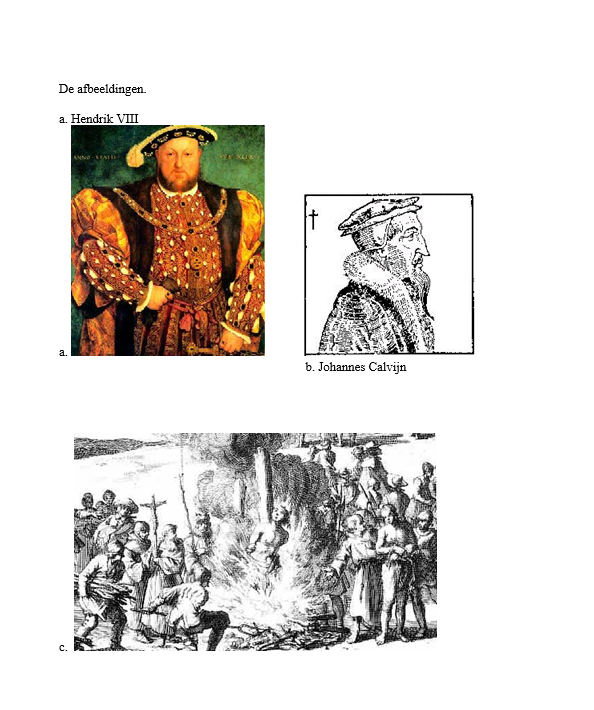 De afbeeldingen.
a. Hendrik VIII
a.
b. Johannes Calvijn
c.